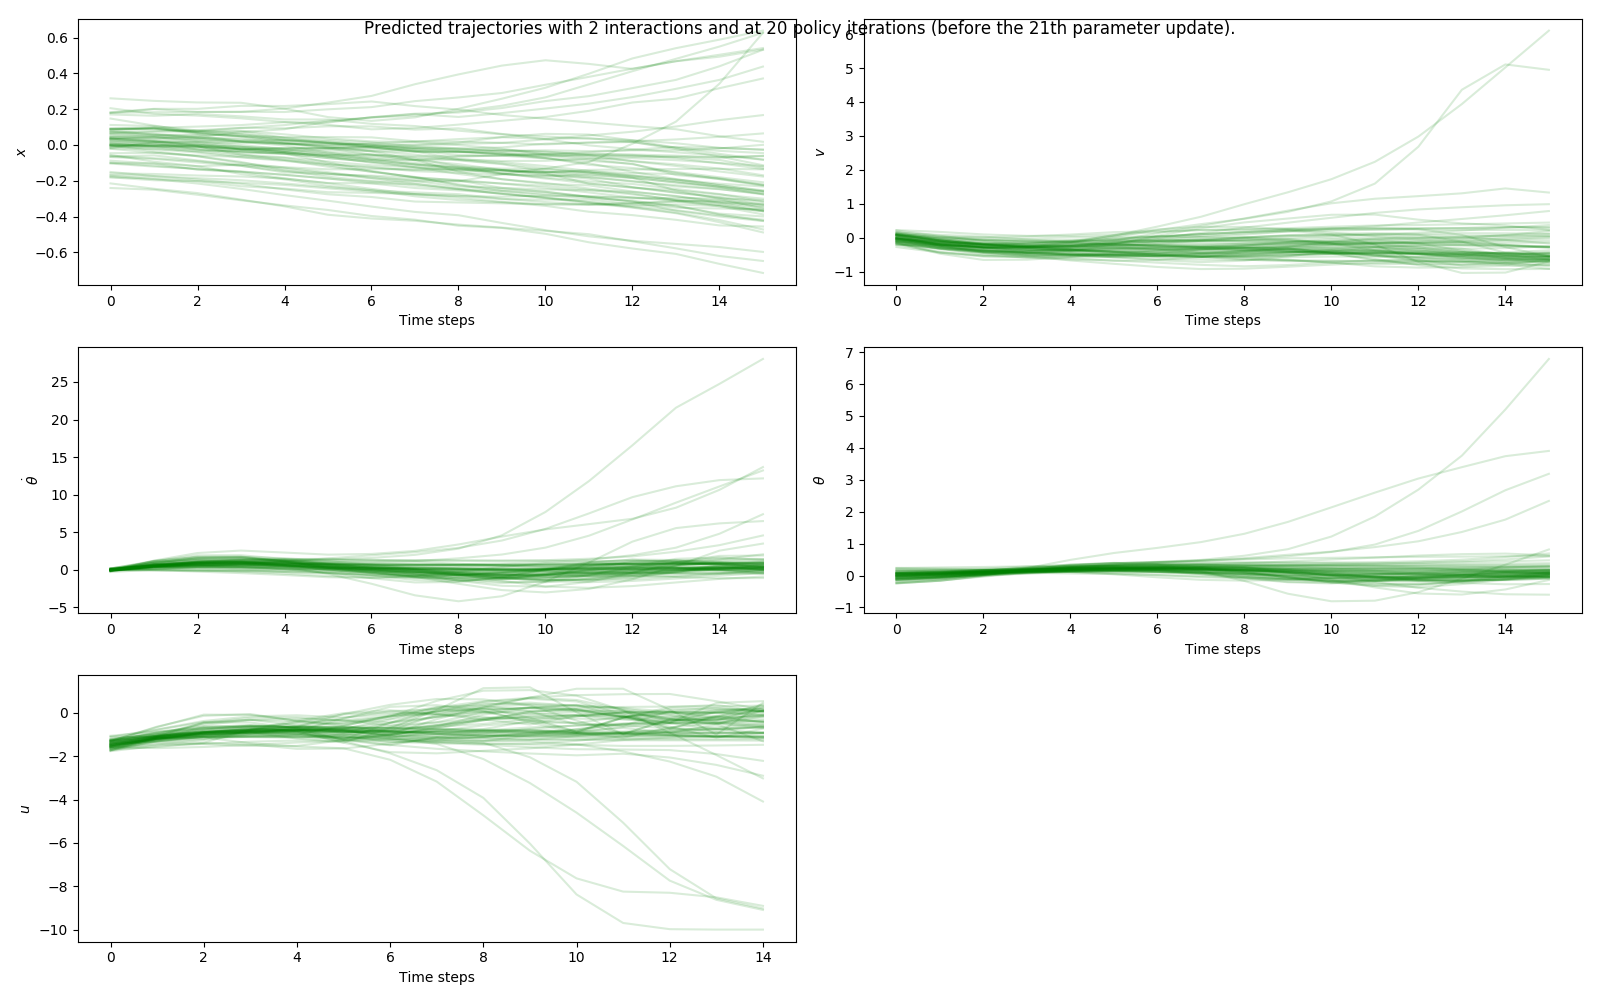 Predicted trajectories with 2 interactions and at 20 policy iterations (before the 21th parameter update).
0.6
0.4
0.2
0.0
−0.2
−0.4
−0.6
x
0 2 4 6 8 10 12 14
Time steps
6
5
4
3
2
1
0
−1
v
0 2 4 6 8 10 12 14
Time steps
25
20
15
10
5
0
−5
θ̇
0 2 4 6 8 10 12 14
Time steps
7
6
5
4
3
2
1
0
−1
θ
0 2 4 6 8 10 12 14
Time steps
0
−2
−4
−6
−8
−10
u
0 2 4 6 8 10 12 14
Time steps